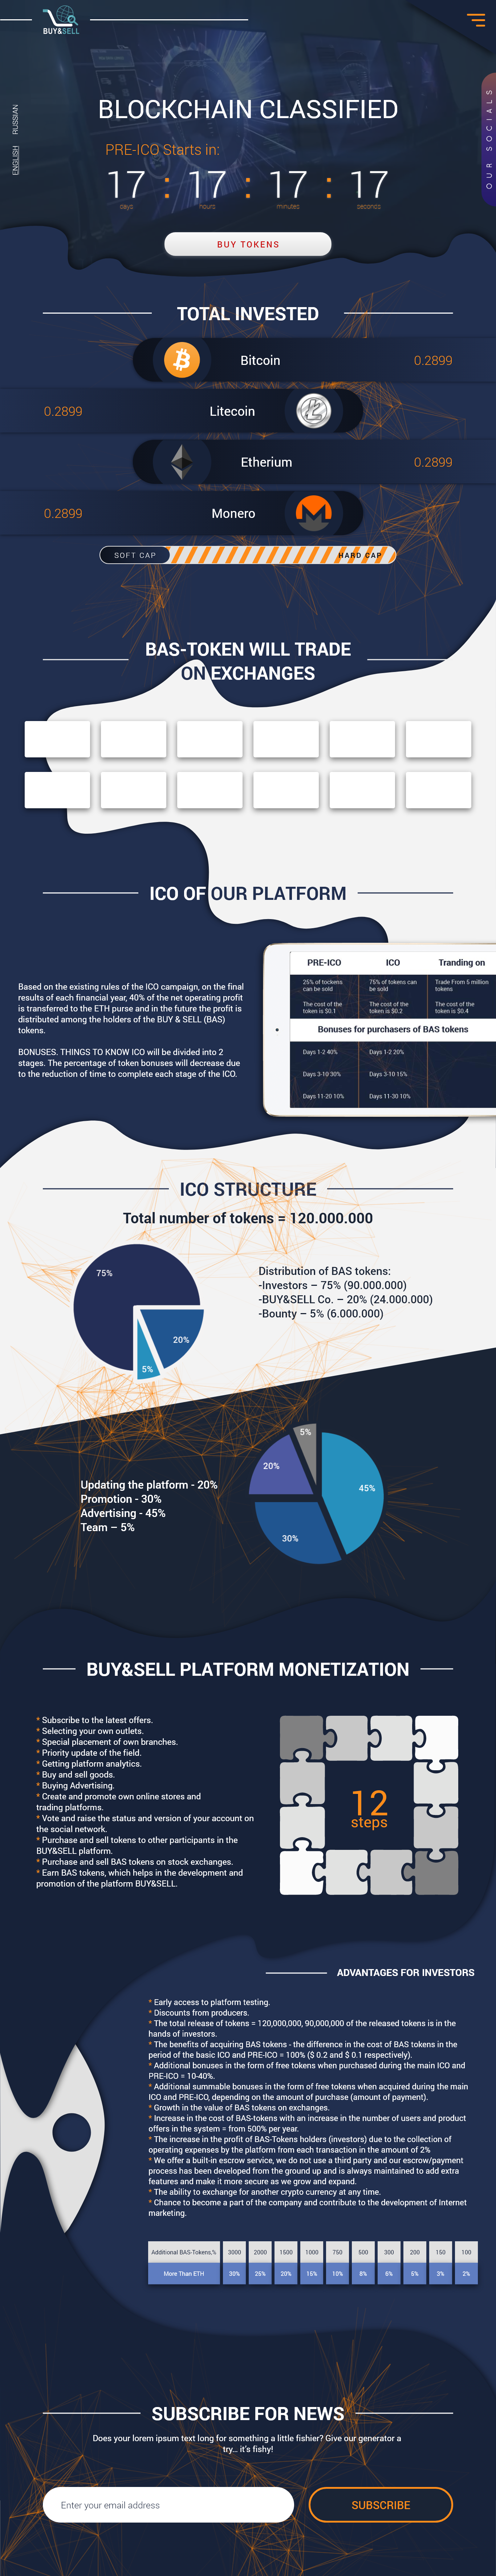 BUY&SELL
RUSSIAN
ENGLISH
OUR SOCIALS
BLOCKCHAIN CLASSIFIED
PRE-ICO Starts in:
17 : 17 : 17 : 17
days hours minutes seconds
BUY TOKENS
TOTAL INVESTED
Bitcoin 0.2899
0.2899 Litecoin
Etherium 0.2899
0.2899 Monero
SOFT CAP HARD CAP
BAS-TOKEN WILL TRADE
ON EXCHANGES
ICO OF OUR PLATFORM
Based on the existing rules of the ICO campaign, on the final
results of each financial year, 40% of the net operating profit
is transferred to the ETH purse and in the future the profit is
distributed among the holders of the BUY & SELL (BAS)
tokens.
BONUSES. THINGS TO KNOW ICO will be divided into 2
stages. The percentage of token bonuses will decrease due
to the reduction of time to complete each stage of the ICO.
PRE-ICO ICO Tranding on
25% of tockens 75% of tokens can Trade From 5 million
can be sold be sold tokens
The cost of the The cost of the The cost of the
token is $0.1 token is $0.2 token is $0.4
Bonuses for purchasers of BAS tokens
Days 1-2 40% Days 1-2 20%
Days 3-10 30% Days 3-10 15%
Days 11-20 10% Days 11-30 10%
ICO STRUCTURE
Total number of tokens = 120.000.000
75%
20%
5%
Distribution of BAS tokens:
-Investors – 75% (90.000.000)
-BUY&SELL Co. – 20% (24.000.000)
-Bounty – 5% (6.000.000)
Updating the platform - 20%
Promotion - 30%
Advertising - 45%
Team – 5%
5%
20%
45%
30%
BUY&SELL PLATFORM MONETIZATION
* Subscribe to the latest offers.
* Selecting your own outlets.
* Special placement of own branches.
* Priority update of the field.
* Getting platform analytics.
* Buy and sell goods.
* Buying Advertising.
* Create and promote own online stores and
trading platforms.
* Vote and raise the status and version of your account on
the social network.
* Purchase and sell tokens to other participants in the
BUY&SELL platform.
* Purchase and sell BAS tokens on stock exchanges.
* Earn BAS tokens, which helps in the development and
promotion of the platform BUY&SELL.
12
steps
ADVANTAGES FOR INVESTORS
* Early access to platform testing.
* Discounts from producers.
* The total release of tokens = 120,000,000, 90,000,000 of the released tokens is in the
hands of investors.
* The benefits of acquiring BAS tokens - the difference in the cost of BAS tokens in the
period of the basic ICO and PRE-ICO = 100% ($ 0.2 and $ 0.1 respectively).
* Additional bonuses in the form of free tokens when purchased during the main ICO and
PRE-ICO = 10-40%.
* Additional summable bonuses in the form of free tokens when acquired during the main
ICO and PRE-ICO, depending on the amount of purchase (amount of payment).
* Growth in the value of BAS tokens on exchanges.
* Increase in the cost of BAS-tokens with an increase in the number of users and product
offers in the system = from 500% per year.
* The increase in the profit of BAS-Tokens holders (investors) due to the collection of
operating expenses by the platform from each transaction in the amount of 2%
* We offer a built-in escrow service, we do not use a third party and our escrow/payment
process has been developed from the ground up and is always maintained to add extra
features and make it more secure as we grow and expand.
* The ability to exchange for another crypto currency at any time.
* Chance to become a part of the company and contribute to the development of Internet
marketing.
Additional BAS-Tokens,% 3000 2000 1500 1000 750 500 300 200 150 100
More Than ETH 30% 25% 20% 15% 10% 8% 6% 5% 3% 2%
SUBSCRIBE FOR NEWS
Does your lorem ipsum text long for something a little fishier? Give our generator a
try... it's fishy!
Enter your email address
SUBSCRIBE